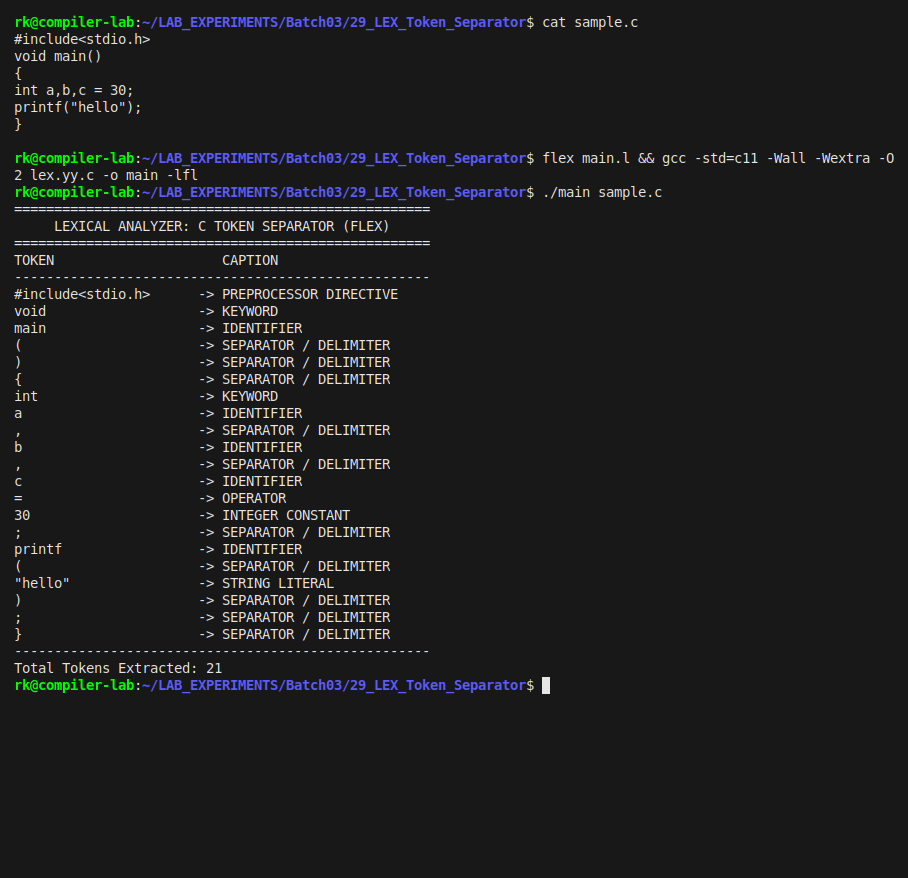 rk@compiler-lab:~/LAB_EXPERIMENTS/Batch03/29_LEX_Token_Separator$ cat sample.c
#include<stdio.h>
void main()
{
int a,b,c = 30;
printf("hello");
}
rk@compiler-lab:~/LAB_EXPERIMENTS/Batch03/29_LEX_Token_Separator$ flex main.l && gcc -std=c11 -Wall -Wextra -O
2 lex.yy.c -o main -lfl
rk@compiler-lab:~/LAB_EXPERIMENTS/Batch03/29_LEX_Token_Separator$ ./main sample.c
====================================================
     LEXICAL ANALYZER: C TOKEN SEPARATOR (FLEX)
====================================================
TOKEN                     CAPTION
----------------------------------------------------
#include<stdio.h>      -> PREPROCESSOR DIRECTIVE
void                   -> KEYWORD
main                   -> IDENTIFIER
(                      -> SEPARATOR / DELIMITER
)                      -> SEPARATOR / DELIMITER
{                      -> SEPARATOR / DELIMITER
int                    -> KEYWORD
a                      -> IDENTIFIER
,                      -> SEPARATOR / DELIMITER
b                      -> IDENTIFIER
,                      -> SEPARATOR / DELIMITER
c                      -> IDENTIFIER
=                      -> OPERATOR
30                     -> INTEGER CONSTANT
;                      -> SEPARATOR / DELIMITER
printf                 -> IDENTIFIER
(                      -> SEPARATOR / DELIMITER
"hello"                -> STRING LITERAL
)                      -> SEPARATOR / DELIMITER
;                      -> SEPARATOR / DELIMITER
}                      -> SEPARATOR / DELIMITER
----------------------------------------------------
Total Tokens Extracted: 21
rk@compiler-lab:~/LAB_EXPERIMENTS/Batch03/29_LEX_Token_Separator$